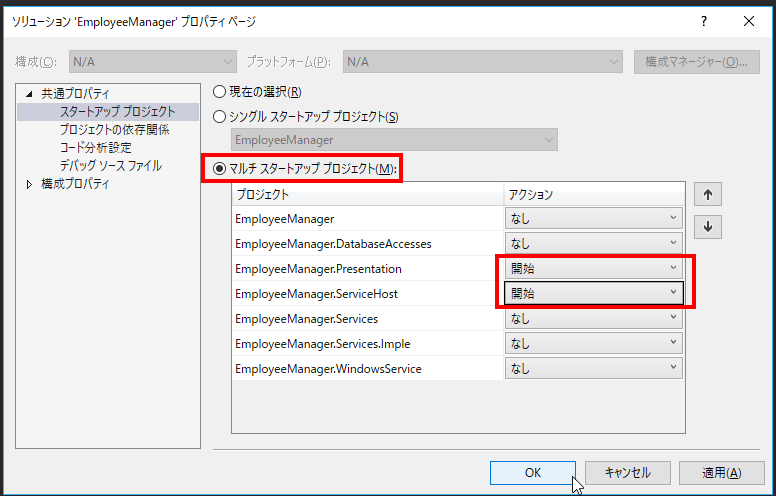 ソリューション 'EmployeeManager' プロパティ ページ ?
構成(C): N/A プラットフォーム(P): N/A 構成マネージャー(O)...
共通プロパティ
スタートアップ プロジェクト
プロジェクトの依存関係
コード分析設定
デバッグ ソース ファイル
構成プロパティ
現在の選択(R)
シングル スタートアップ プロジェクト(S)
EmployeeManager
マルチ スタートアップ プロジェクト(M):
プロジェクト アクション
EmployeeManager なし
EmployeeManager.DatabaseAccesses なし
EmployeeManager.Presentation 開始
EmployeeManager.ServiceHost 開始
EmployeeManager.Services なし
EmployeeManager.Services.Imple なし
EmployeeManager.WindowsService なし
OK キャンセル 適用(A)